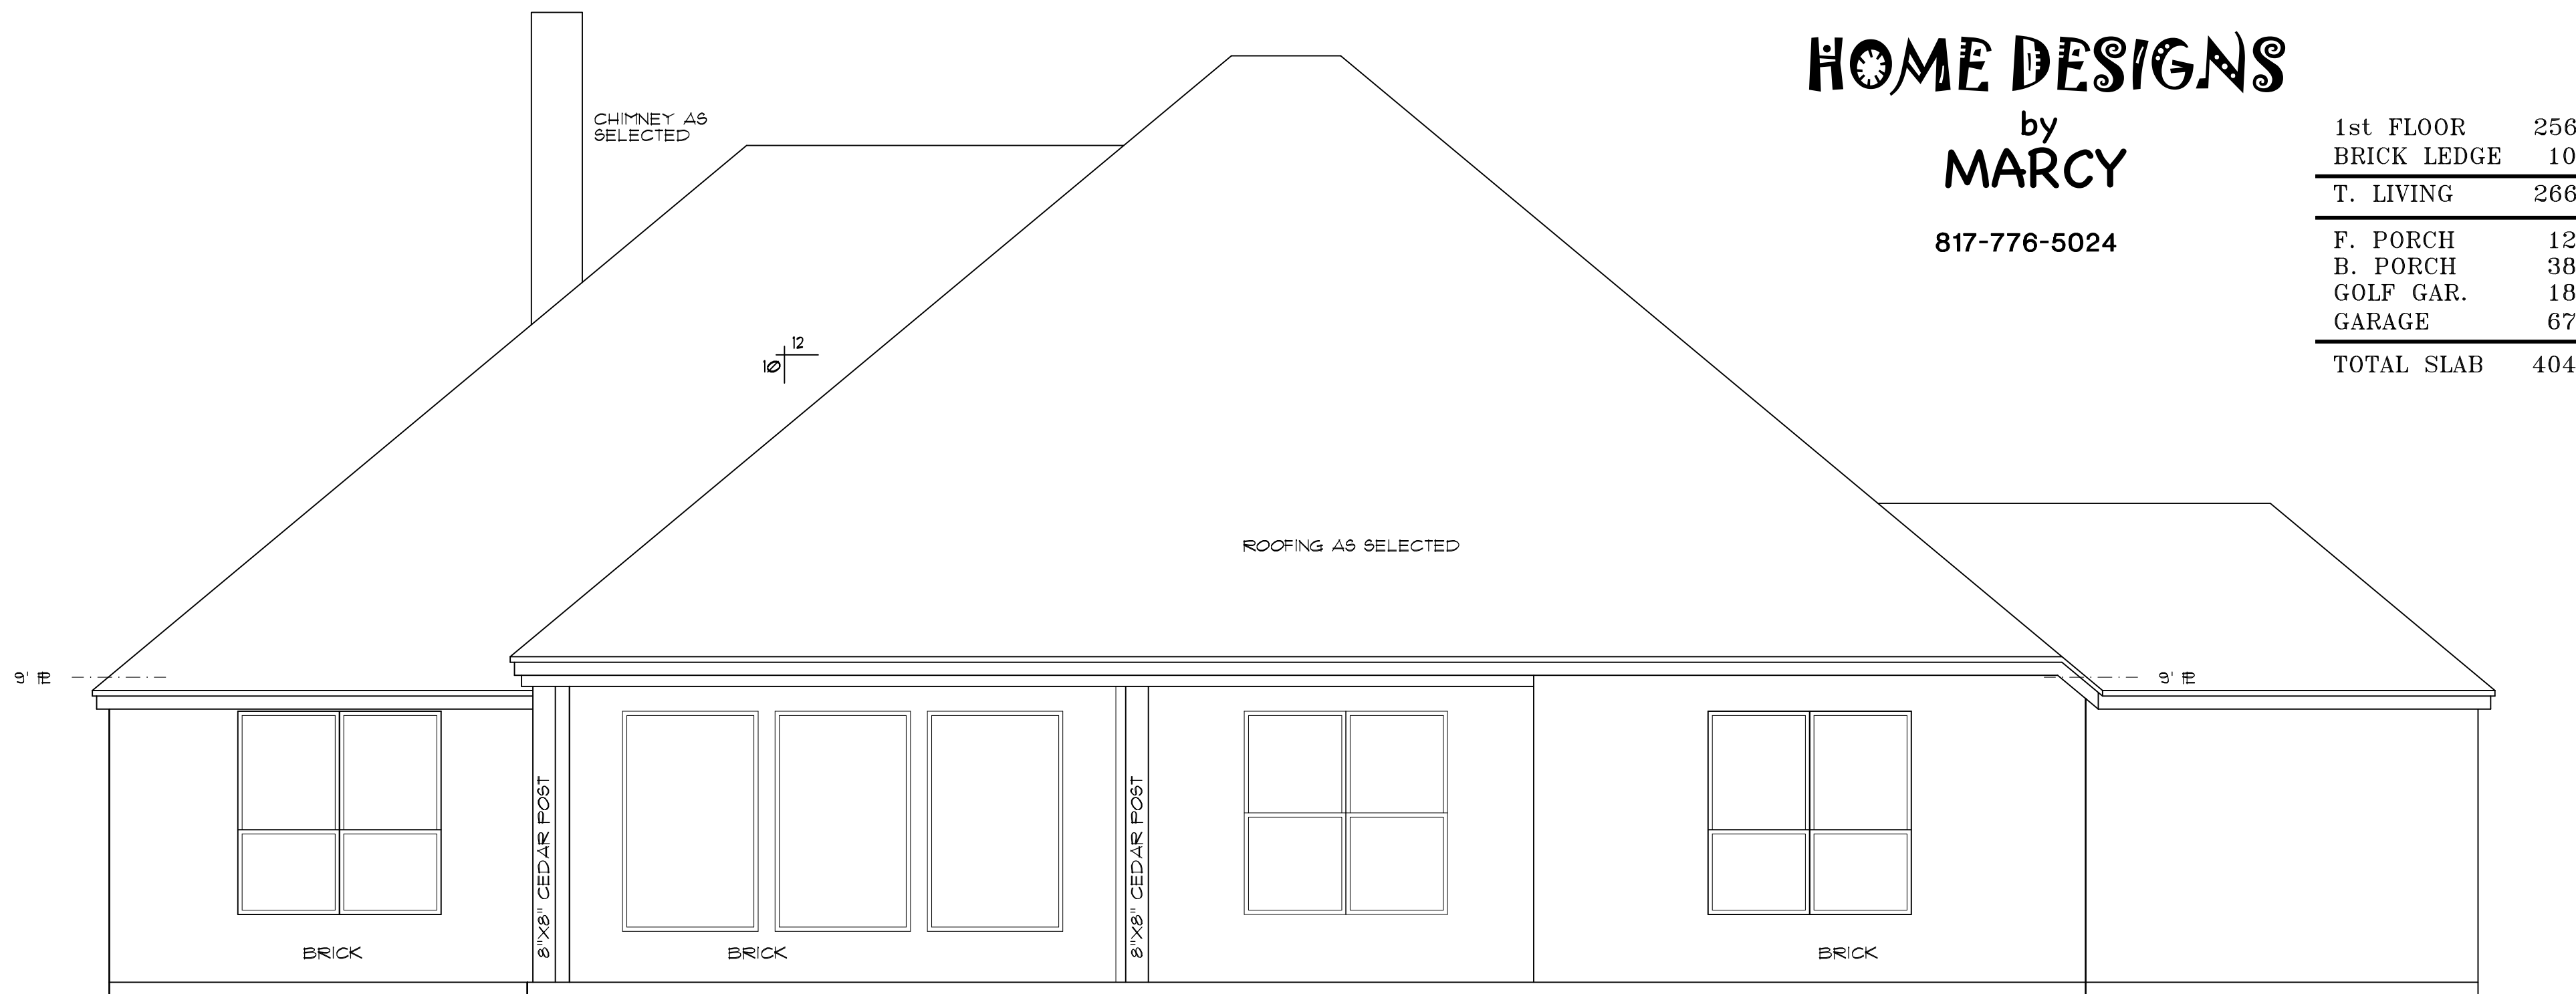 HOME DESIGNS
by
MARCY
817-776-5024
CHIMNEY AS
SELECTED
1st FLOOR 256
BRICK LEDGE 10
T. LIVING 266
F. PORCH 12
B. PORCH 38
GOLF GAR. 18
GARAGE 67
TOTAL SLAB 404
12
10
ROOFING AS SELECTED
9' PL
9' PL
8"X8" CEDAR POST
8"X8" CEDAR POST
BRICK
BRICK
BRICK